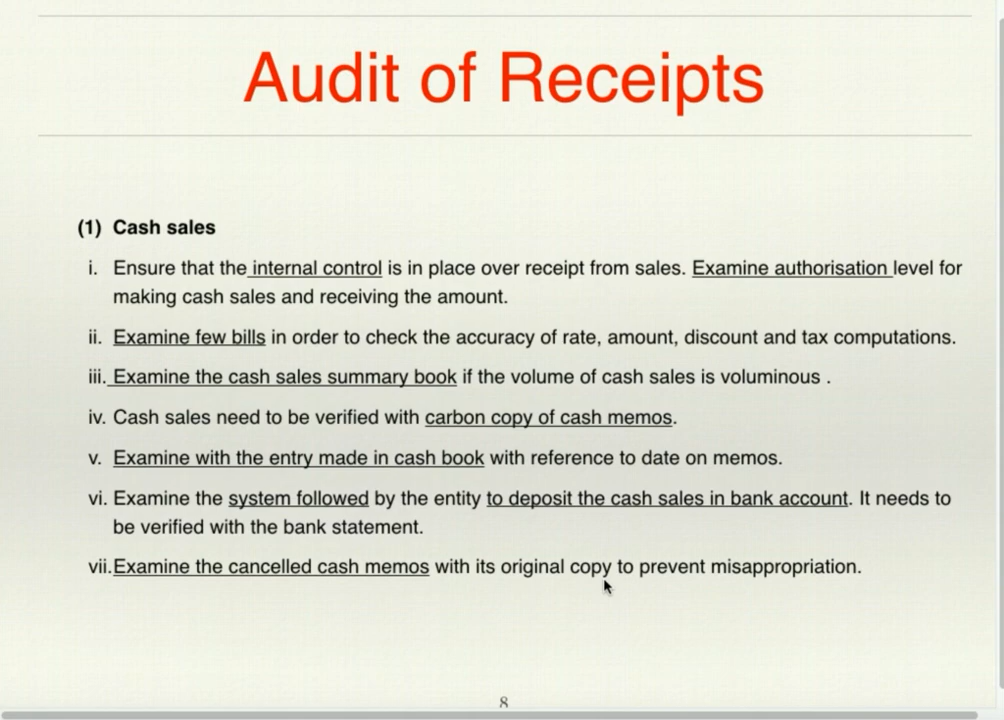 Audit of Receipts
(1) Cash sales
i. Ensure that the internal control is in place over receipt from sales. Examine authorisation level for
making cash sales and receiving the amount.
ii. Examine few bills in order to check the accuracy of rate, amount, discount and tax computations.
iii. Examine the cash sales summary book if the volume of cash sales is voluminous .
iv. Cash sales need to be verified with carbon copy of cash memos.
v. Examine with the entry made in cash book with reference to date on memos.
vi. Examine the system followed by the entity to deposit the cash sales in bank account. It needs to
be verified with the bank statement.
vii.Examine the cancelled cash memos with its original copy to prevent misappropriation.
8